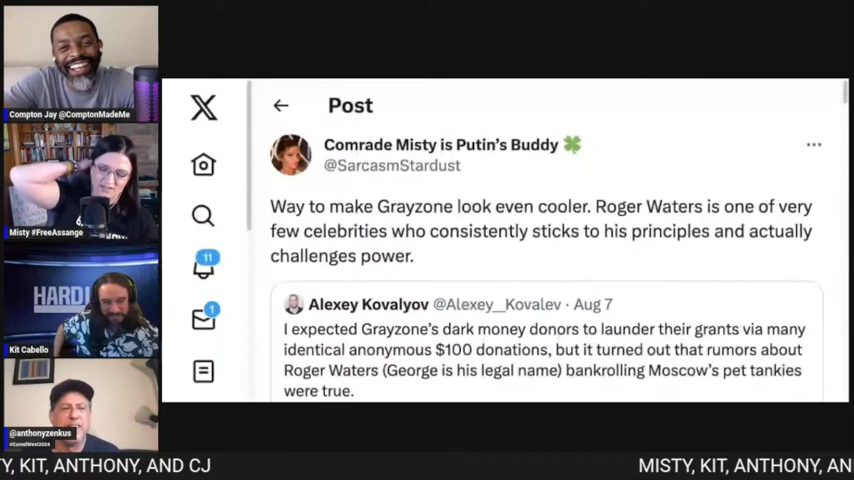 Compton Jay @ComptonMadeMe
Misty #FreeAssange
HARDL
Kit Cabello
@anthonyzenkus
#CornelWest2024
X
Post
Comrade Misty is Putin's Buddy 🍀
@SarcasmStardust
Way to make Grayzone look even cooler. Roger Waters is one of very
few celebrities who consistently sticks to his principles and actually
challenges power.
11
1
Alexey Kovalyov @Alexey__Kovalev · Aug 7
I expected Grayzone's dark money donors to launder their grants via many
identical anonymous $100 donations, but it turned out that rumors about
Roger Waters (George is his legal name) bankrolling Moscow's pet tankies
were true.
TY, KIT, ANTHONY, AND CJ
MISTY, KIT, ANTHONY, AN